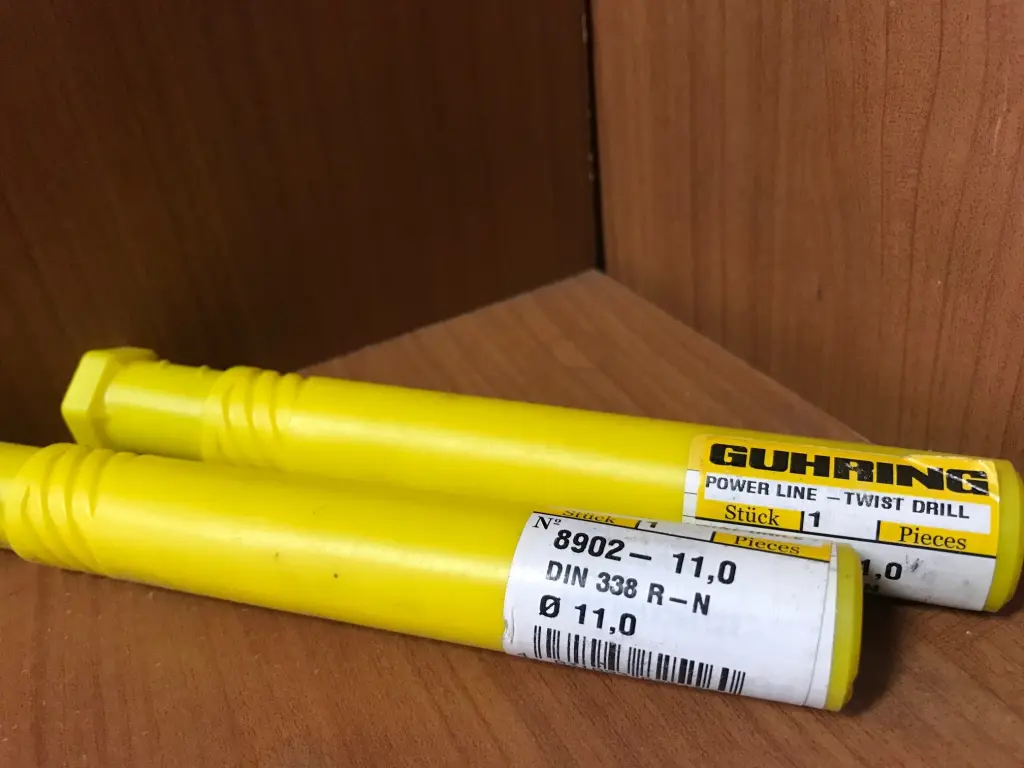 GUHRING
POWER LINE – TWIST DRILL
Stück 1 Pieces
1,0
Stück 1 Pieces
Nº 8902 – 11,0
DIN 338 R – N
Ø 11,0